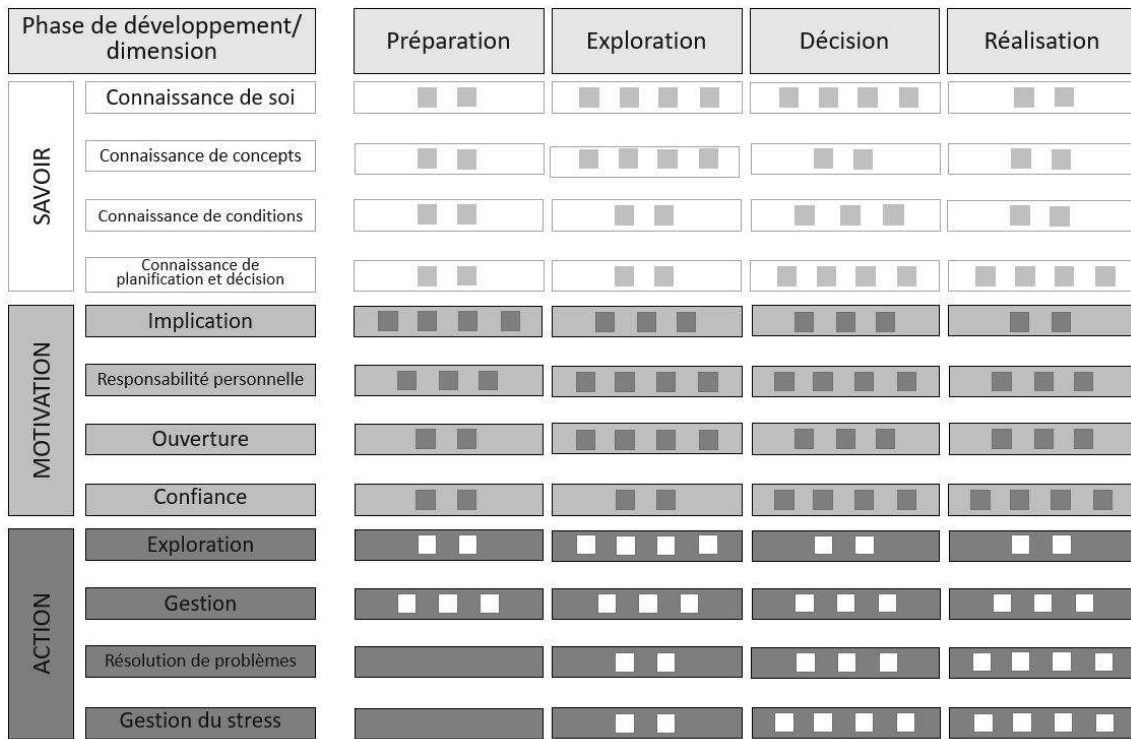 Phase de développement/
dimension
Préparation
Exploration
Décision
Réalisation
SAVOIR
Connaissance de soi
Connaissance de concepts
Connaissance de conditions
Connaissance de
planification et décision
MOTIVATION
Implication
Responsabilité personnelle
Ouverture
Confiance
ACTION
Exploration
Gestion
Résolution de problèmes
Gestion du stress